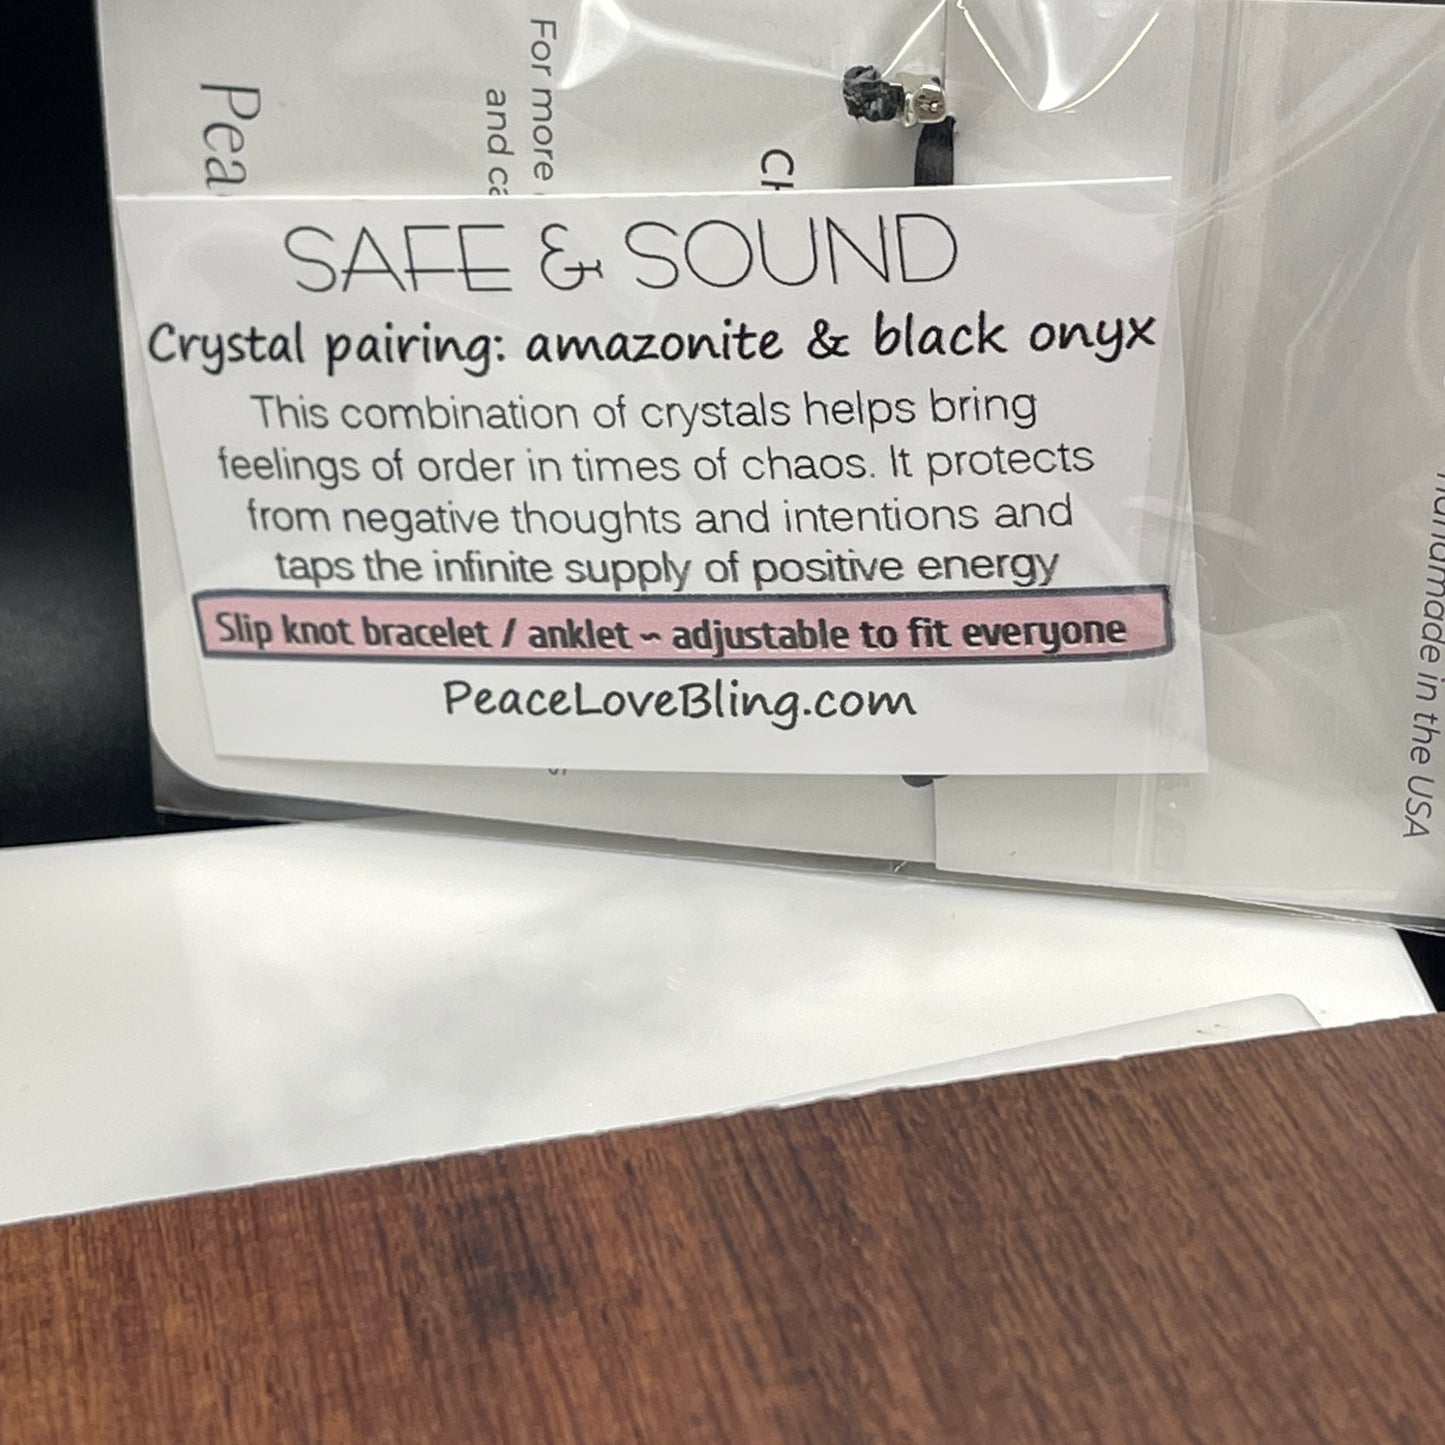 Pea
For more
and ca
SAFE & SOUND
Crystal pairing: amazonite & black onyx
This combination of crystals helps bring
feelings of order in times of chaos. It protects
from negative thoughts and intentions and
taps the infinite supply of positive energy
Slip knot bracelet / anklet ~ adjustable to fit everyone
PeaceLoveBling.com
Handmade in the USA